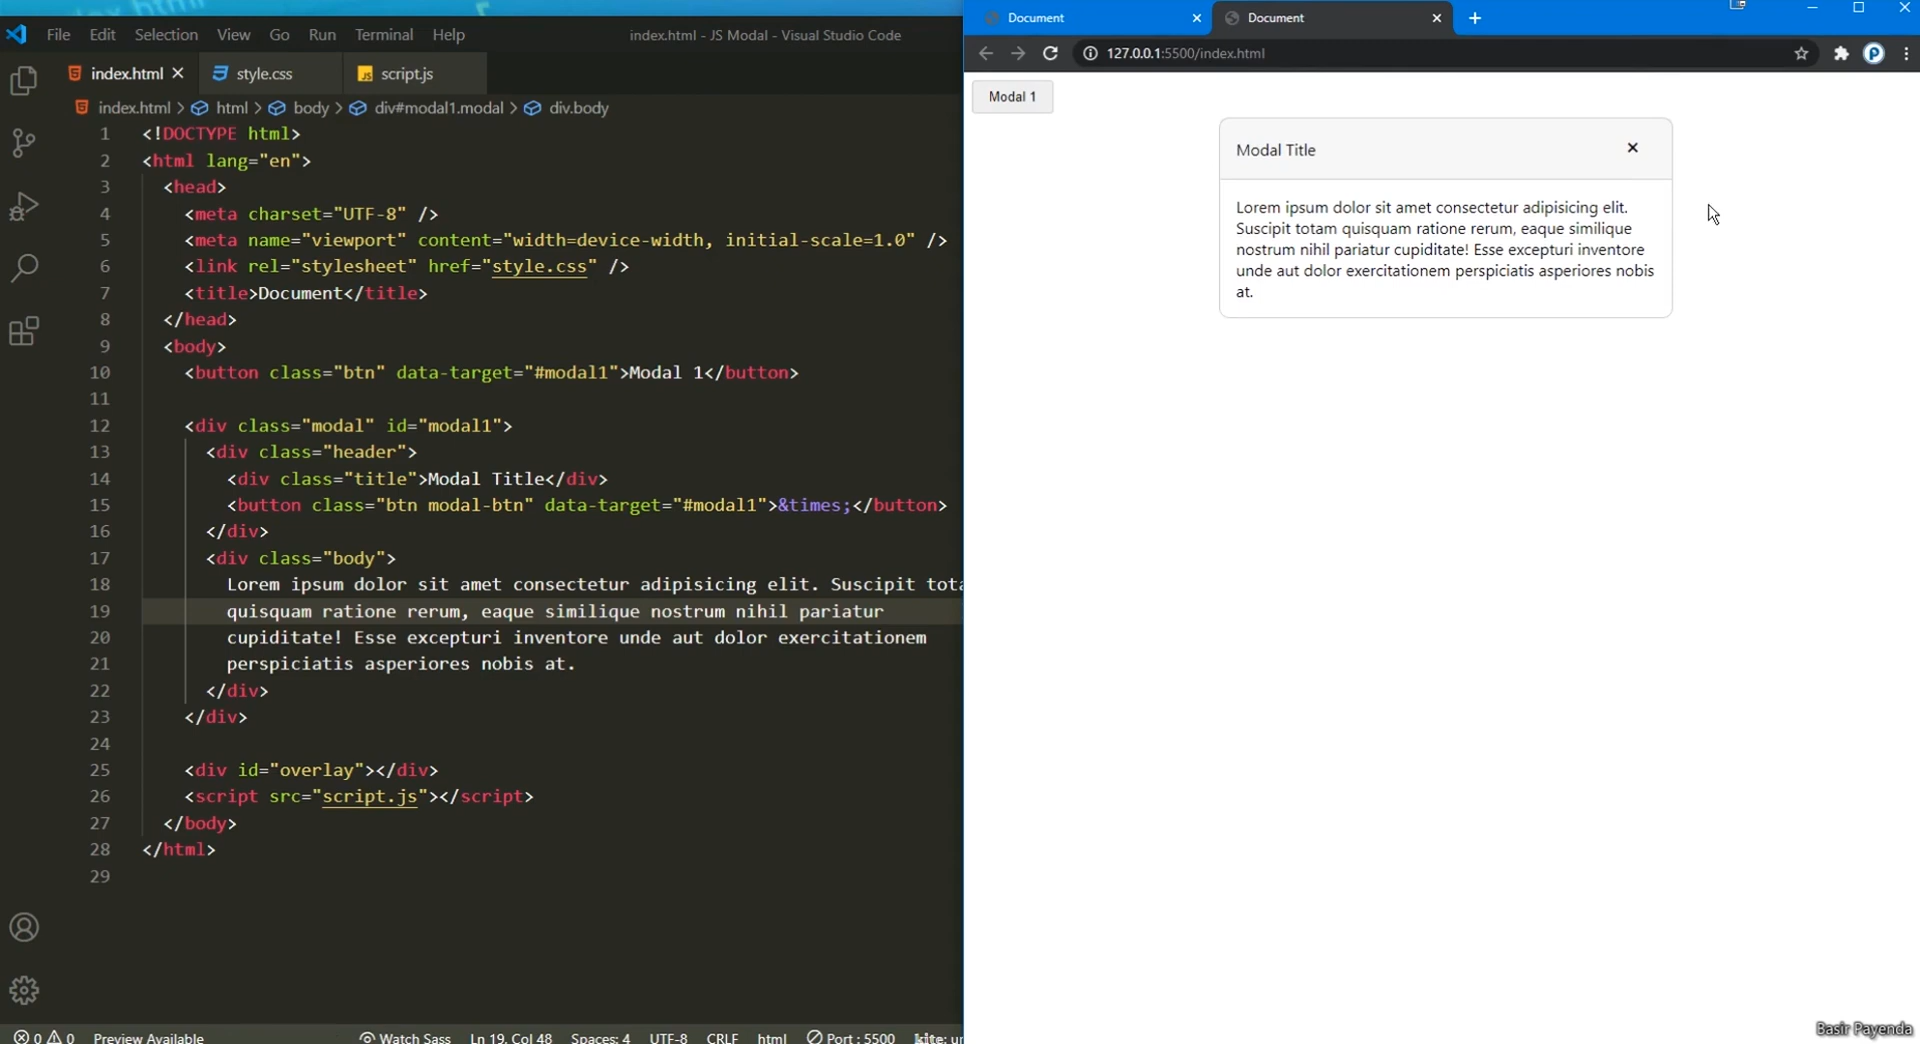 File Edit Selection View Go Run Terminal Help
index.html - JS Modal - Visual Studio Code
index.html
style.css
script.js
index.html > html > body > div#modal1.modal > div.body
1 <!DOCTYPE html>
2 <html lang="en">
3 <head>
4 <meta charset="UTF-8" />
5 <meta name="viewport" content="width=device-width, initial-scale=1.0" />
6 <link rel="stylesheet" href="style.css" />
7 <title>Document</title>
8 </head>
9 <body>
10 <button class="btn" data-target="#modal1">Modal 1</button>
11
12 <div class="modal" id="modal1">
13 <div class="header">
14 <div class="title">Modal Title</div>
15 <button class="btn modal-btn" data-target="#modal1">&times;</button>
16 </div>
17 <div class="body">
18 Lorem ipsum dolor sit amet consectetur adipisicing elit. Suscipit tota
19 quisquam ratione rerum, eaque similique nostrum nihil pariatur
20 cupiditate! Esse excepturi inventore unde aut dolor exercitationem
21 perspiciatis asperiores nobis at.
22 </div>
23 </div>
24
25 <div id="overlay"></div>
26 <script src="script.js"></script>
27 </body>
28 </html>
29
0 0 Preview Available Watch Sass Ln 19, Col 48 Spaces: 4 UTF-8 CRLF html Port : 5500 kite:
Document
Document
127.0.0.1:5500/index.html
Modal 1
Modal Title ×
Lorem ipsum dolor sit amet consectetur adipisicing elit.
Suscipit totam quisquam ratione rerum, eaque similique
nostrum nihil pariatur cupiditate! Esse excepturi inventore
unde aut dolor exercitationem perspiciatis asperiores nobis
at.
Basir Payenda